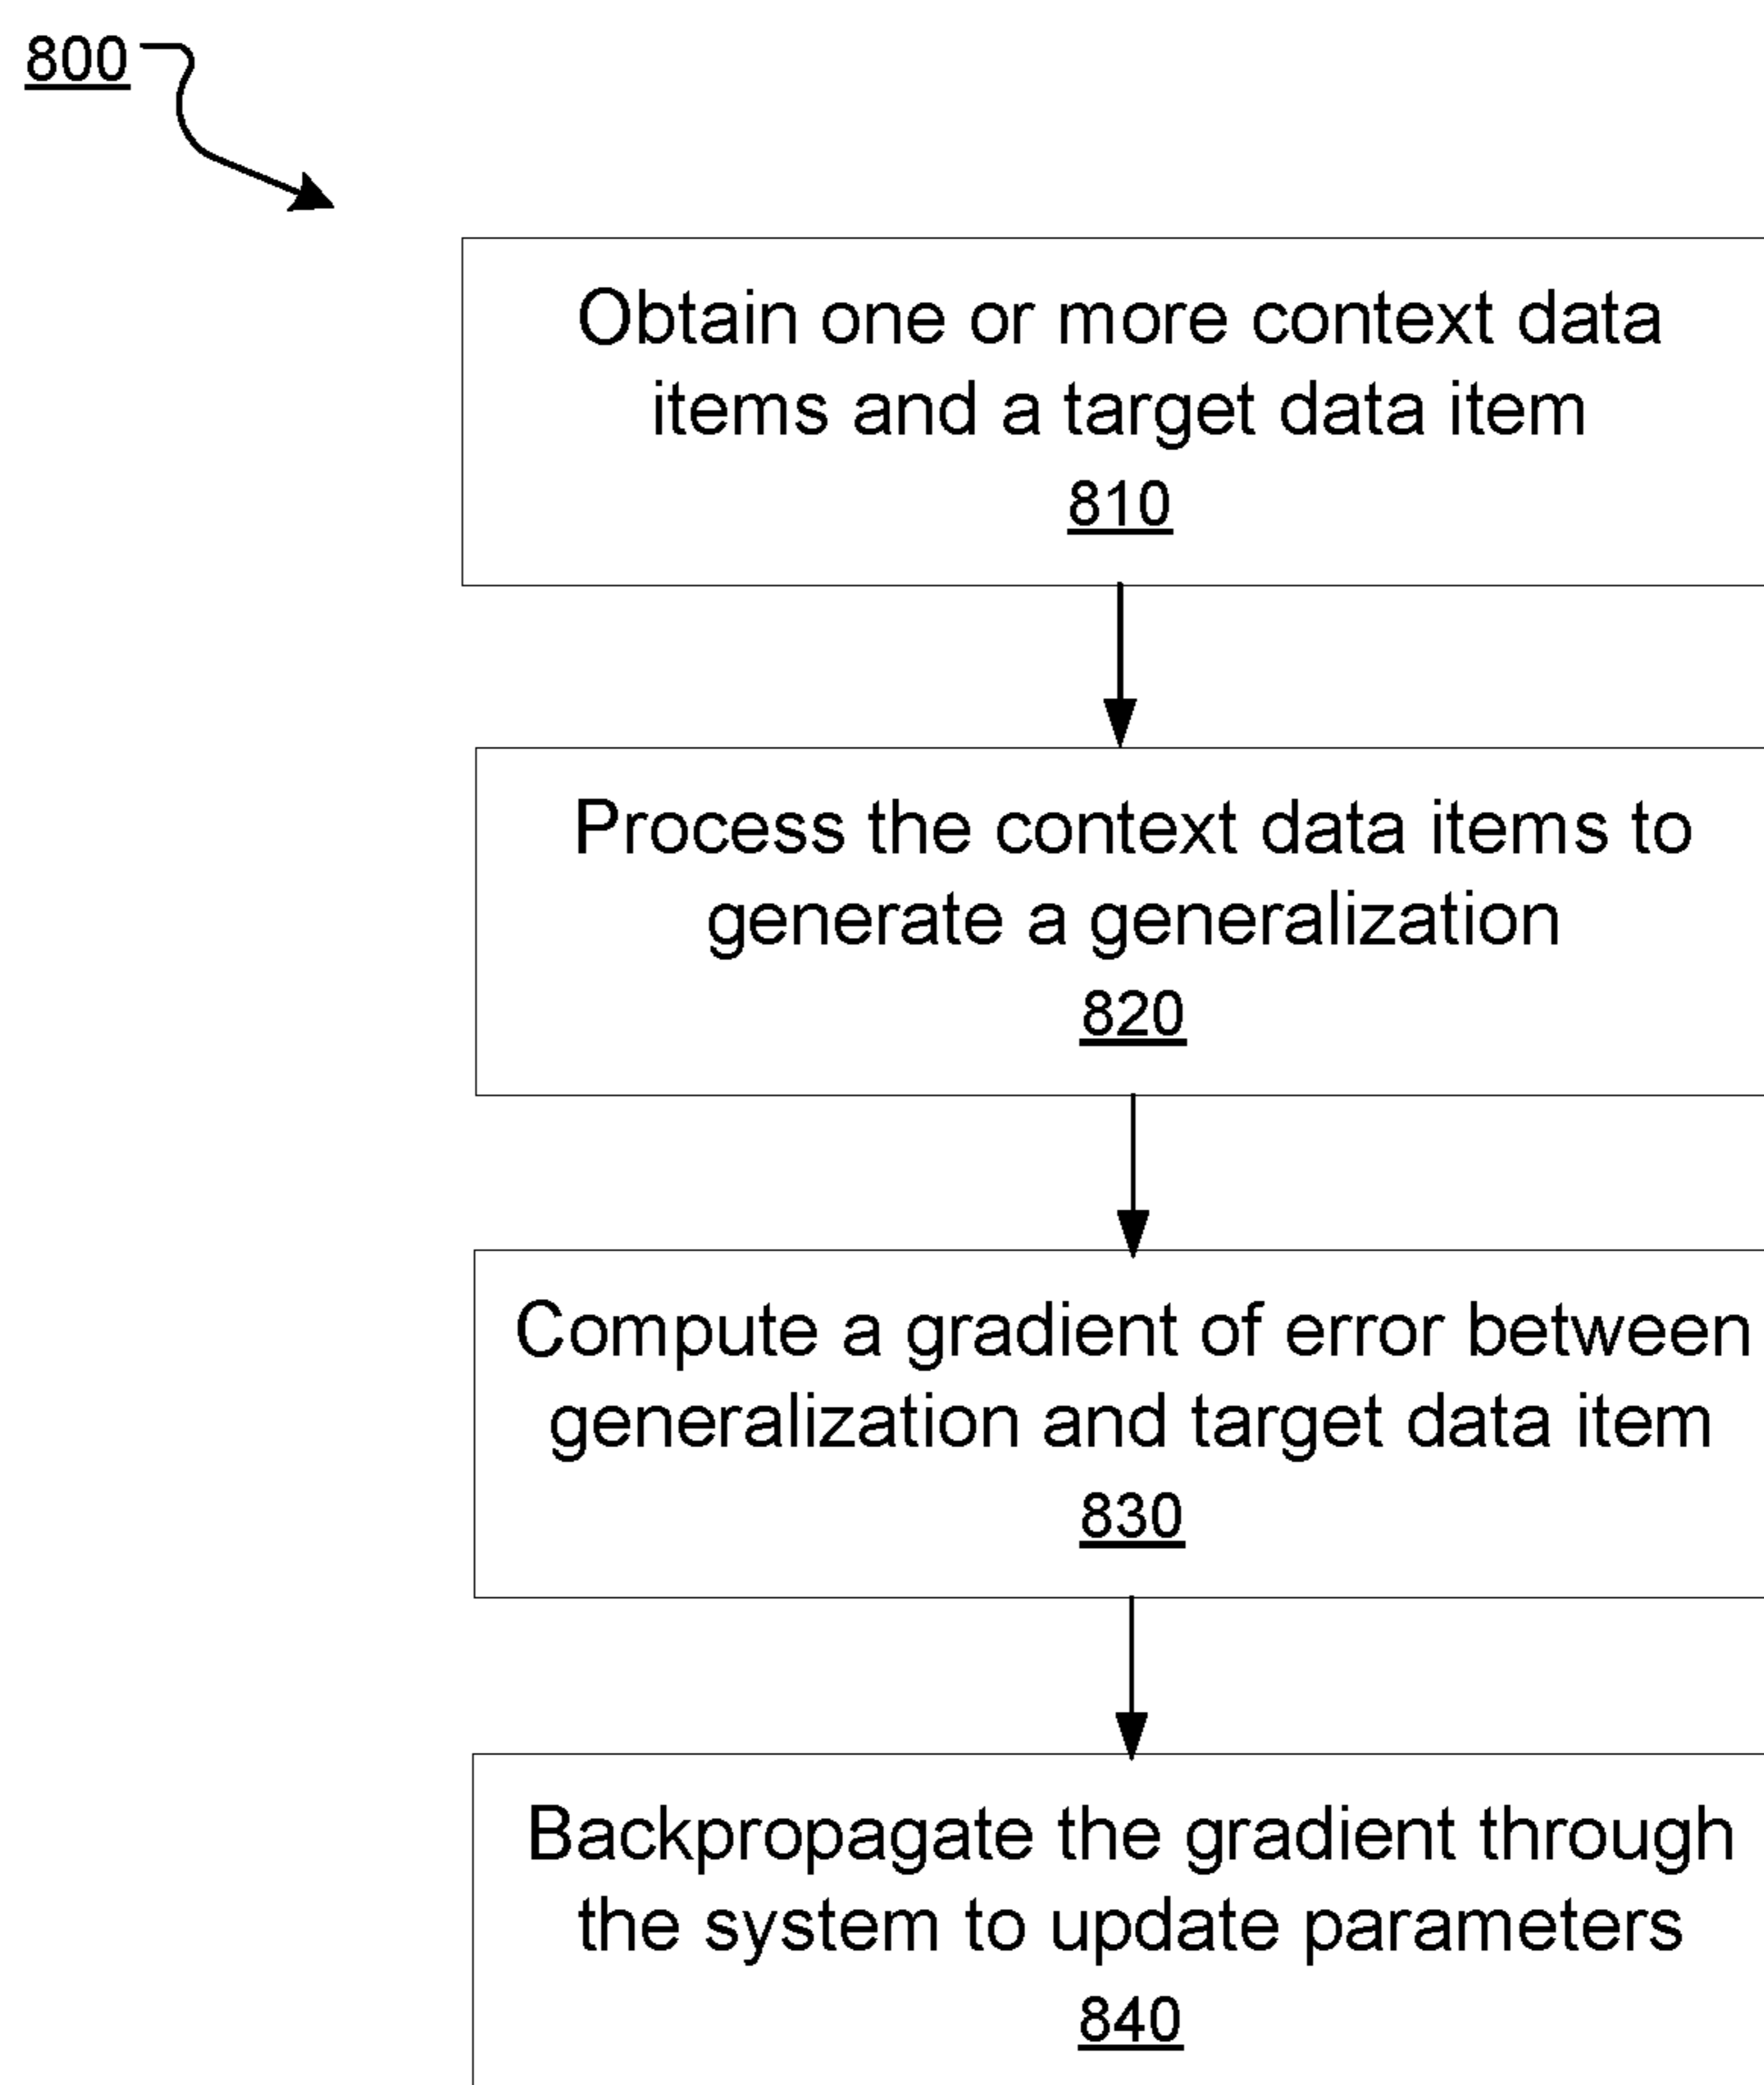 800
Obtain one or more context data
items and a target data item
810
Process the context data items to
generate a generalization
820
Compute a gradient of error between
generalization and target data item
830
Backpropagate the gradient through
the system to update parameters
840